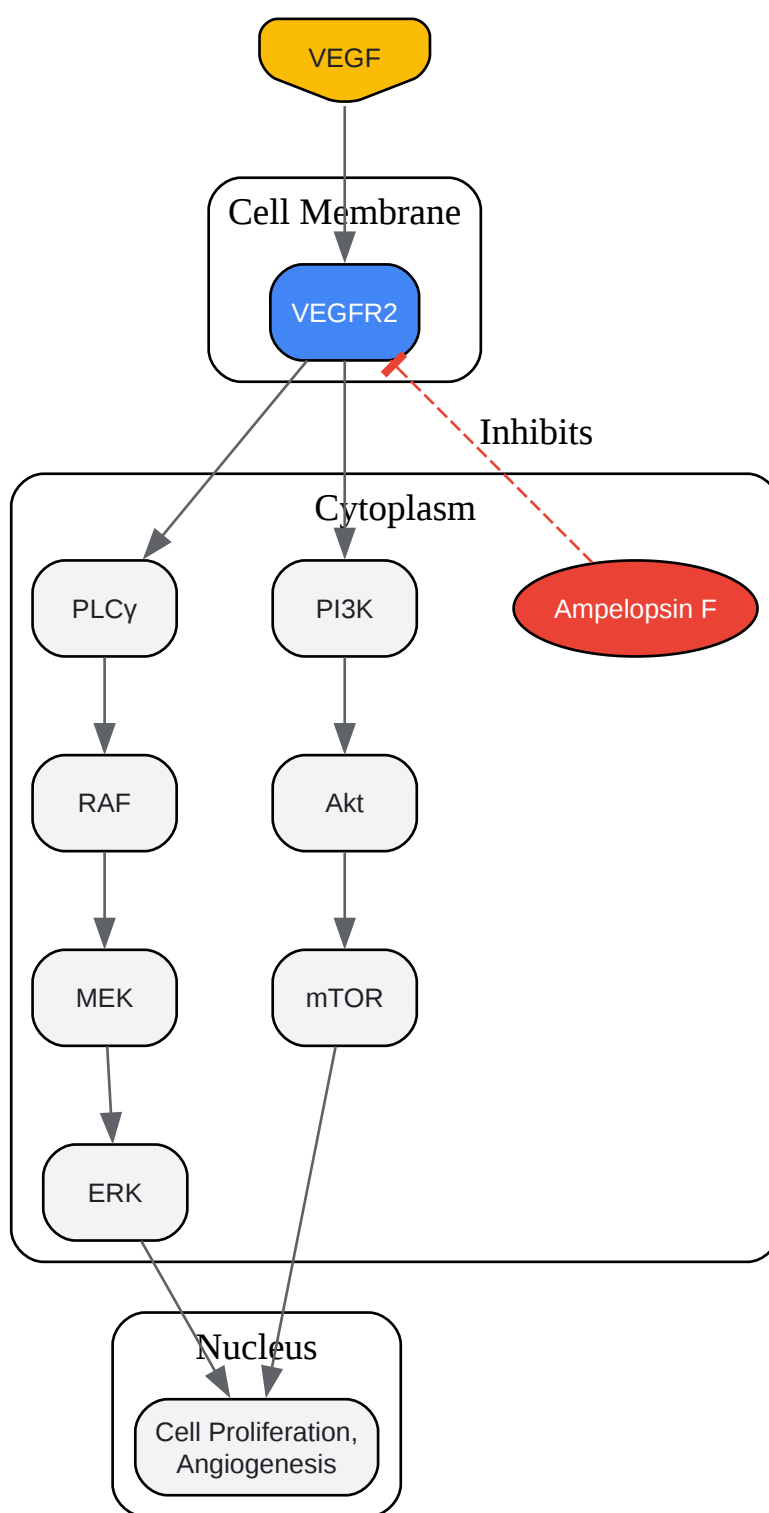 VEGF
Cell Membrane
VEGFR2
Inhibits
Cytoplasm
PLCγ
PI3K
Ampelopsin F
RAF
Akt
MEK
mTOR
ERK
Nucleus
Cell Proliferation,
Angiogenesis